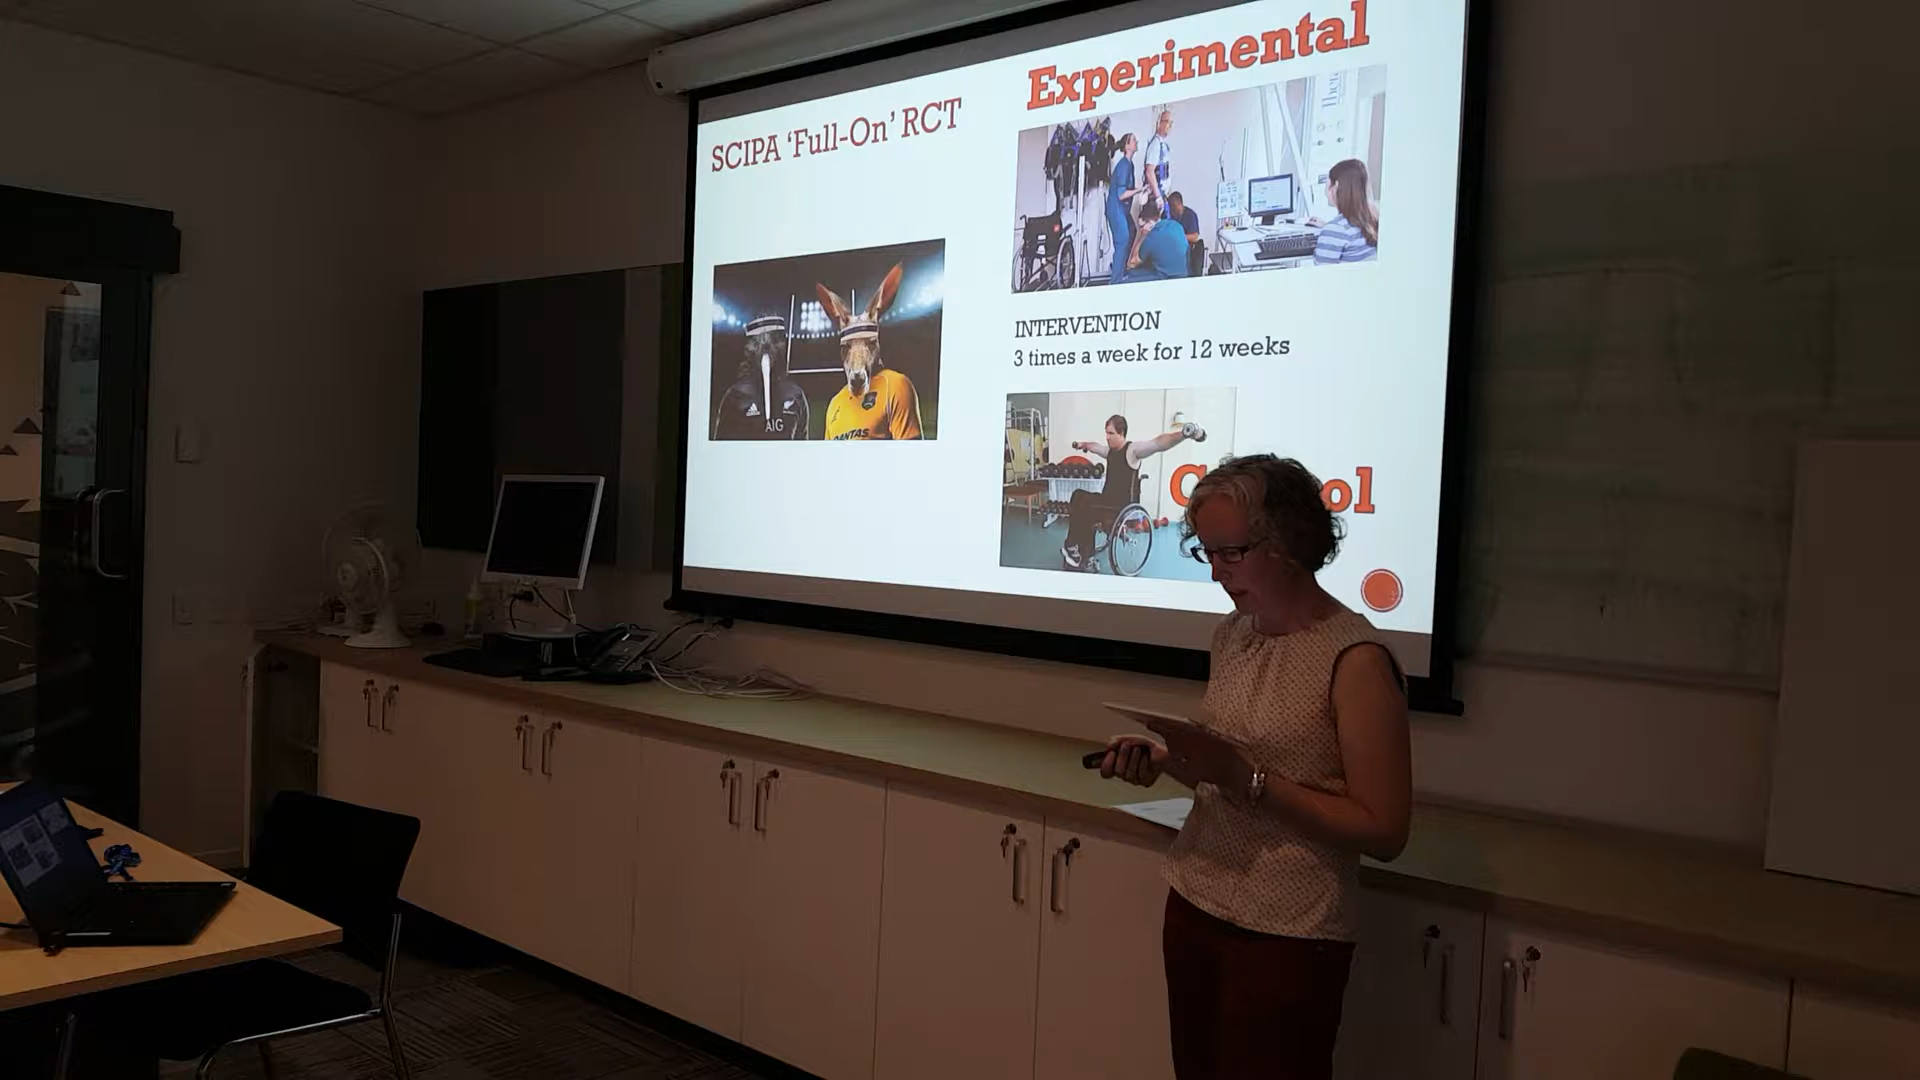 SCIPA ‘Full-On’ RCT
Experimental
INTERVENTION
3 times a week for 12 weeks
AIG